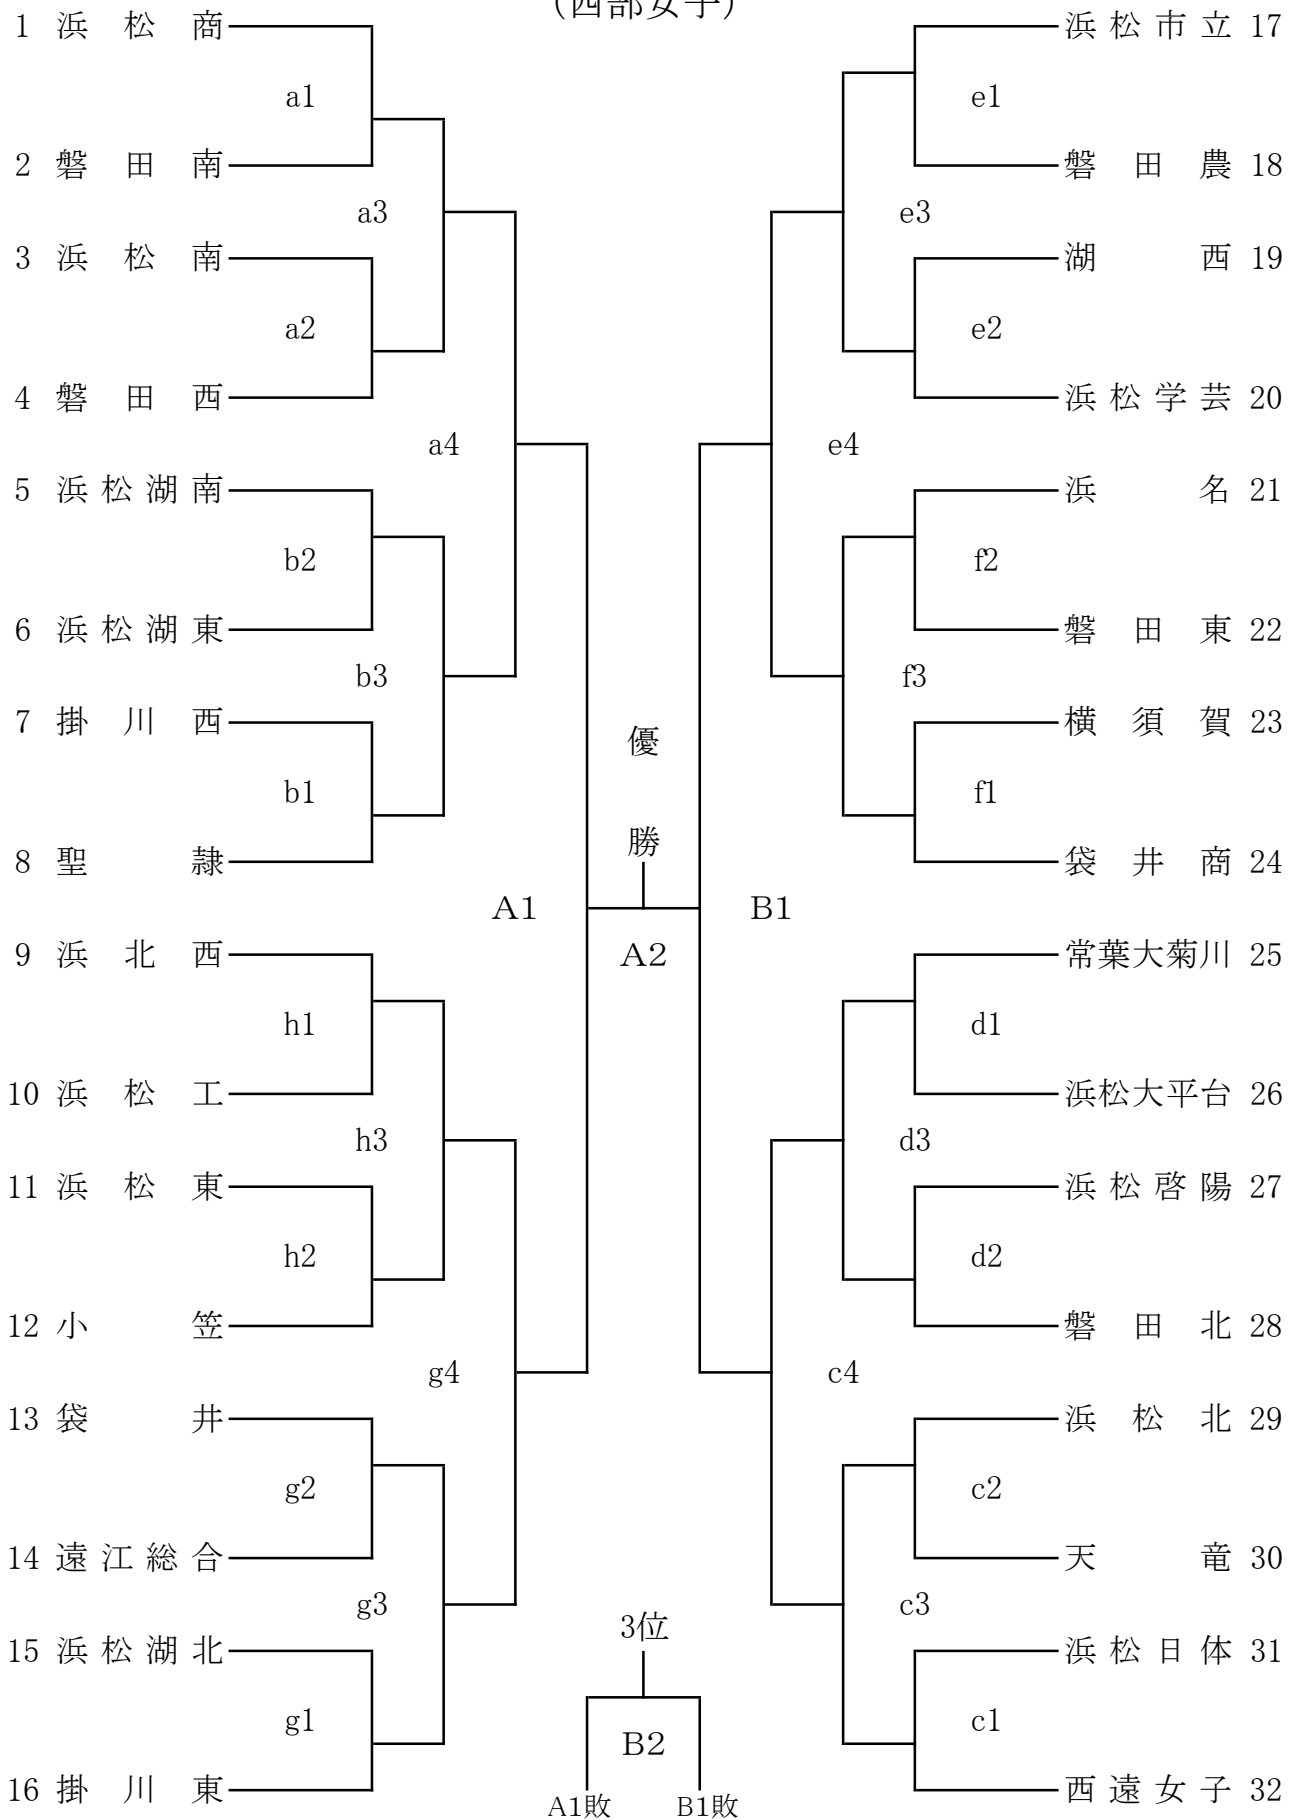 (西部女子)
1 浜松商
a1
2 磐田南
a3
3 浜松南
a2
4 磐田西
a4
5 浜松湖南
b2
6 浜松湖東
b3
7 掛川西
b1
8 聖隷
A1
9 浜北西
h1
10 浜松工
h3
11 浜松東
h2
12 小笠
g4
13 袋井
g2
14 遠江総合
g3
15 浜松湖北
g1
16 掛川東
優
勝
A2
3位
B2
A1敗 B1敗
浜松市立 17
e1
磐田農 18
e3
湖西 19
e2
浜松学芸 20
e4
浜名 21
f2
磐田東 22
f3
横須賀 23
f1
袋井商 24
B1
常葉大菊川 25
d1
浜松大平台 26
d3
浜松啓陽 27
d2
磐田北 28
c4
浜松北 29
c2
天竜 30
c3
浜松日体 31
c1
西遠女子 32